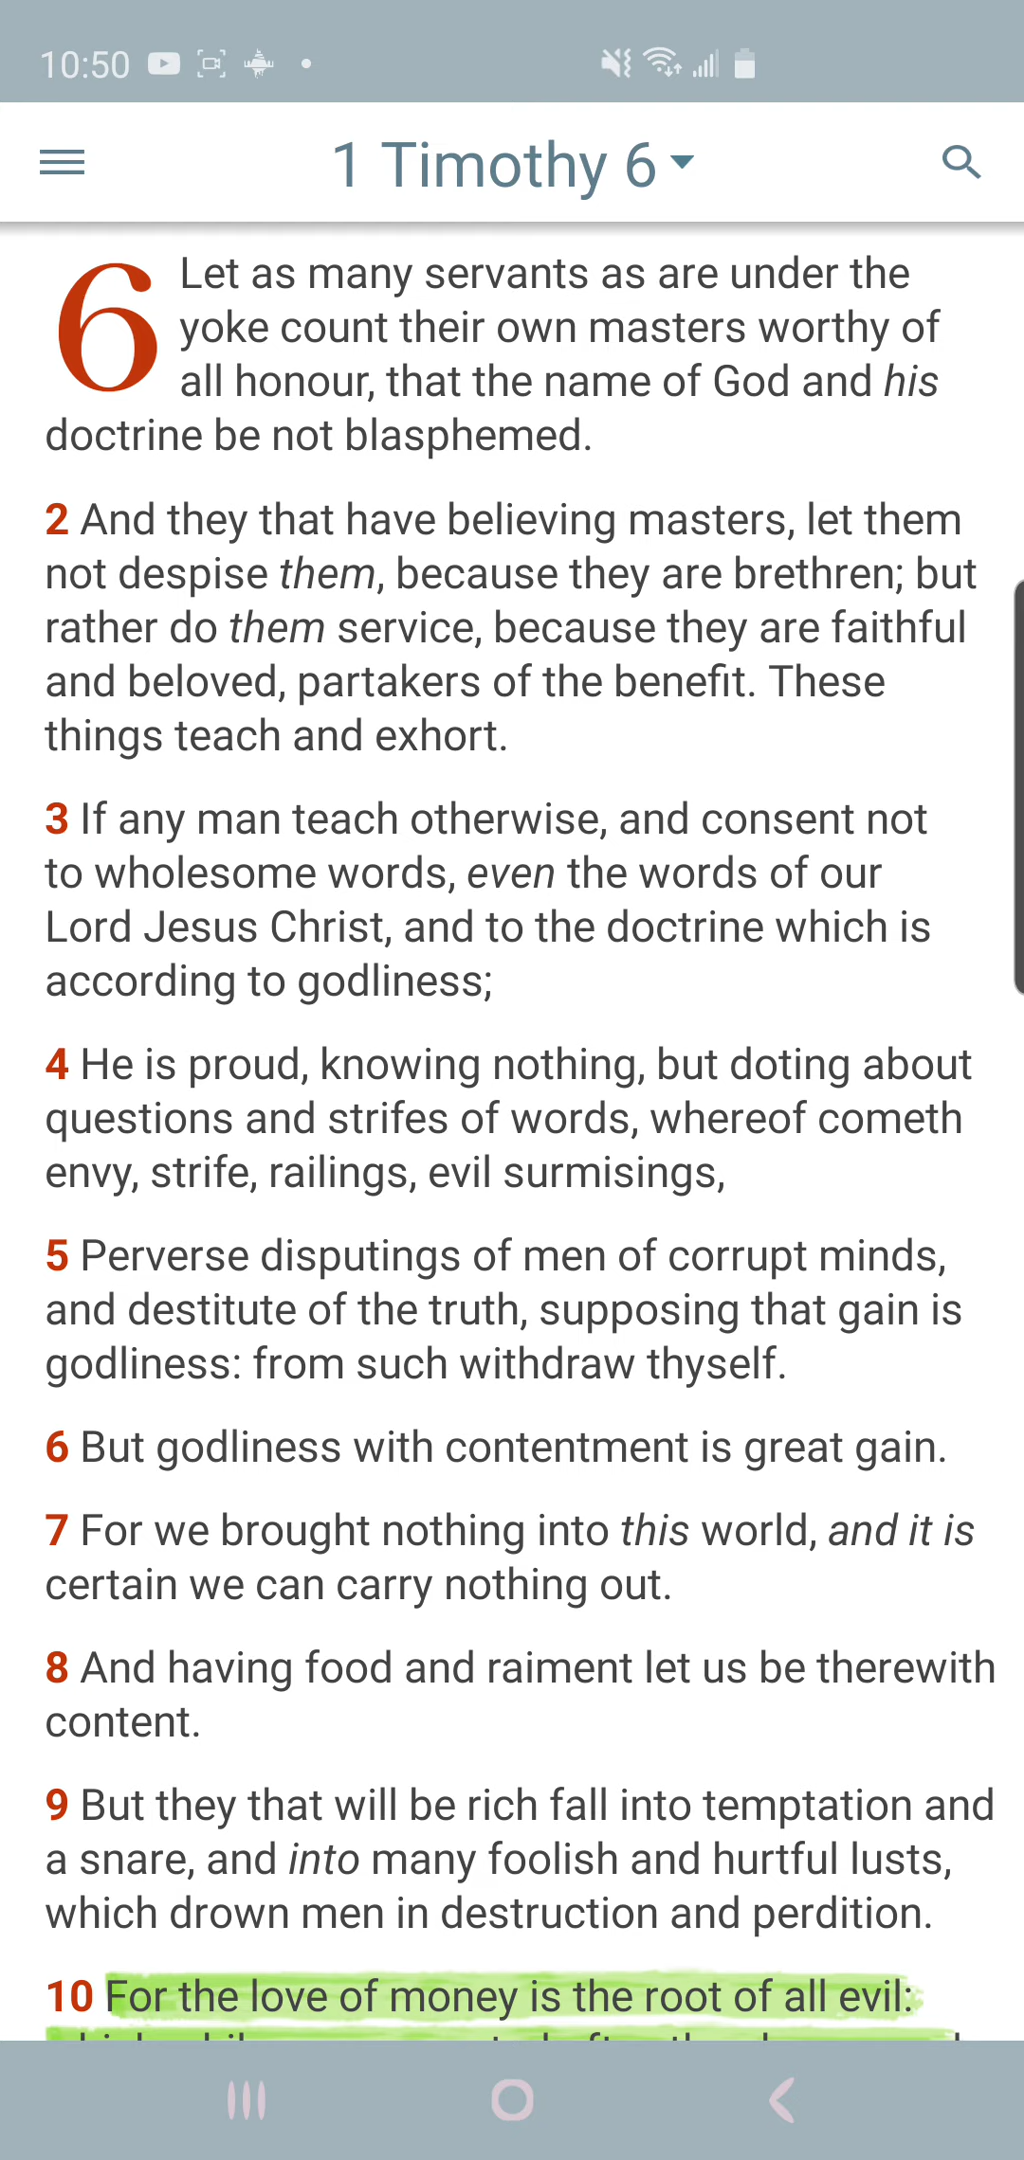 10:50
1 Timothy 6
6 Let as many servants as are under the
yoke count their own masters worthy of
all honour, that the name of God and his
doctrine be not blasphemed.
2 And they that have believing masters, let them
not despise them, because they are brethren; but
rather do them service, because they are faithful
and beloved, partakers of the benefit. These
things teach and exhort.
3 If any man teach otherwise, and consent not
to wholesome words, even the words of our
Lord Jesus Christ, and to the doctrine which is
according to godliness;
4 He is proud, knowing nothing, but doting about
questions and strifes of words, whereof cometh
envy, strife, railings, evil surmisings,
5 Perverse disputings of men of corrupt minds,
and destitute of the truth, supposing that gain is
godliness: from such withdraw thyself.
6 But godliness with contentment is great gain.
7 For we brought nothing into this world, and it is
certain we can carry nothing out.
8 And having food and raiment let us be therewith
content.
9 But they that will be rich fall into temptation and
a snare, and into many foolish and hurtful lusts,
which drown men in destruction and perdition.
10 For the love of money is the root of all evil: